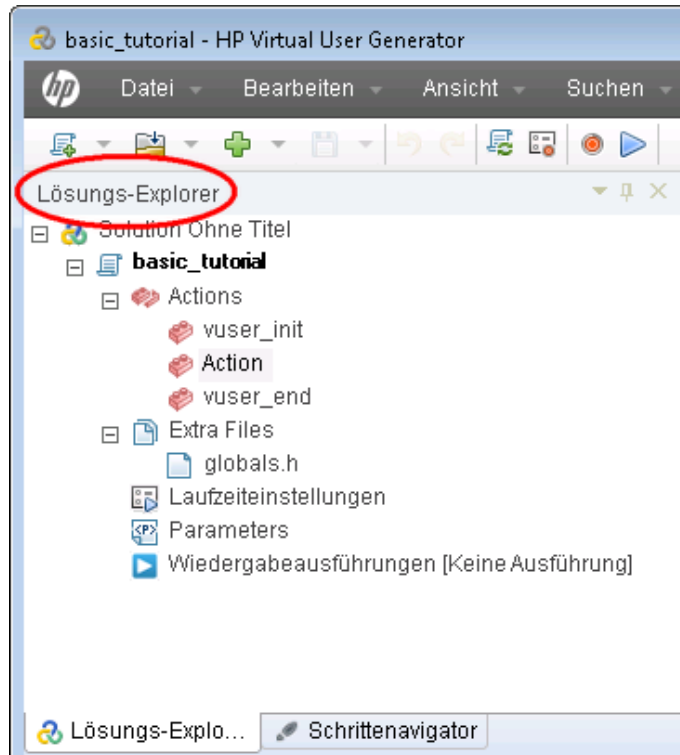 basic_tutorial - HP Virtual User Generator
hp Datei Bearbeiten Ansicht Suchen
Lösungs-Explorer
Solution Ohne Titel
basic_tutorial
Actions
vuser_init
Action
vuser_end
Extra Files
globals.h
Laufzeiteinstellungen
<P> Parameters
Wiedergabeausführungen [Keine Ausführung]
Lösungs-Explo... Schrittenavigator